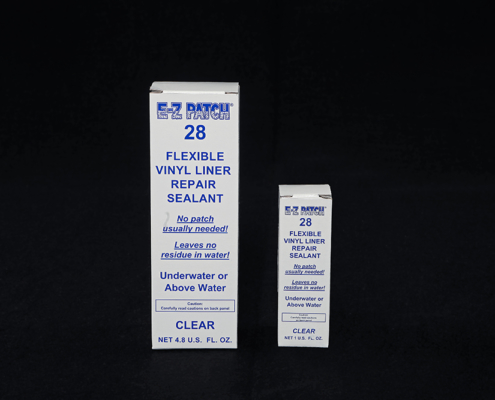 E-Z PATCH®
28
FLEXIBLE
VINYL LINER
REPAIR
SEALANT
No patch
usually needed!
Leaves no
residue in water!
Underwater or
Above Water
Caution:
Carefully read cautions on back panel
CLEAR
NET 4.8 U.S. FL. OZ.
E-Z PATCH
28
FLEXIBLE
VINYL LINER
REPAIR
SEALANT
No patch
usually needed!
Leaves no
residue in water!
Underwater or
Above Water
CLEAR
NET 1 U.S. FL. OZ.